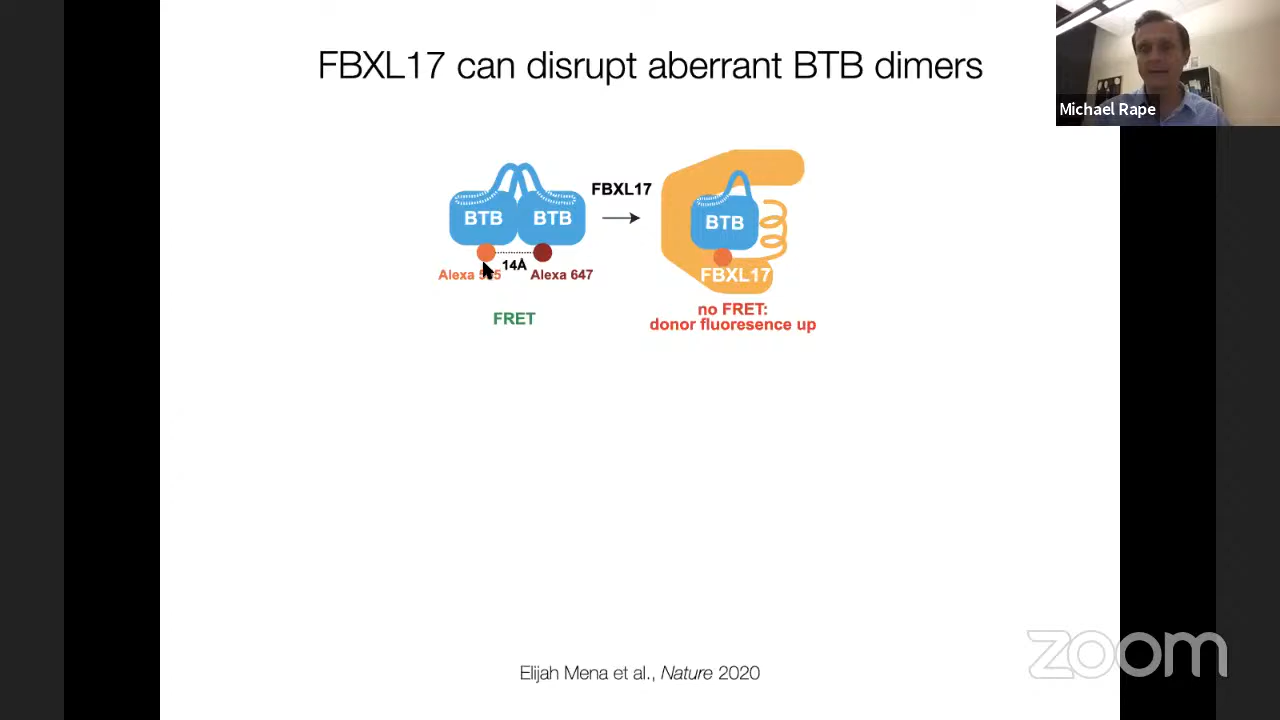 FBXL17 can disrupt aberrant BTB dimers
Michael Rape
FBXL17
BTB
BTB
BTB
14Å
Alexa
Alexa 647
FBXL17
FRET
no FRET:
donor fluoresence up
Elijah Mena et al., Nature 2020
zoom